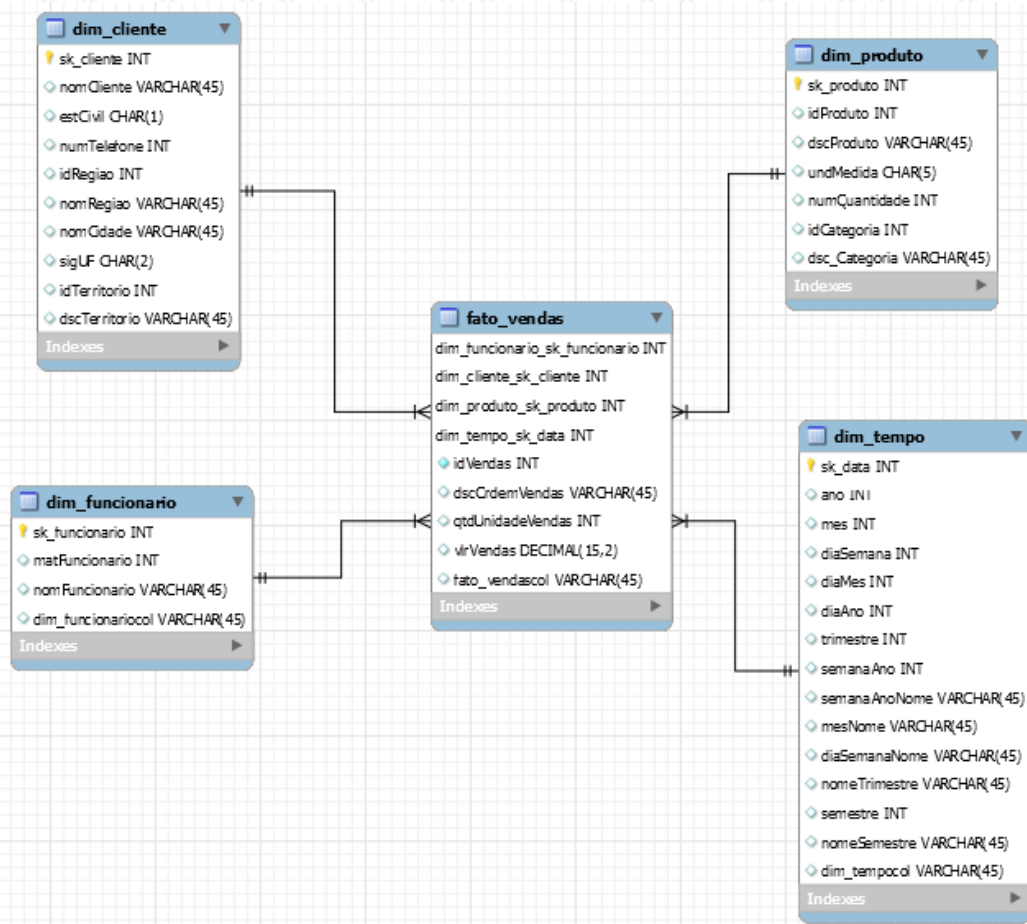 dim_cliente
sk_cliente INT
nomCliente VARCHAR(45)
estCivil CHAR(1)
numTelefone INT
idRegiao INT
nomRegiao VARCHAR(45)
nomCidade VARCHAR(45)
sigUF CHAR(2)
idTerritorio INT
dscTerritorio VARCHAR(45)
Indexes
dim_produto
sk_produto INT
idProduto INT
dscProduto VARCHAR(45)
undMedida CHAR(5)
numQuantidade INT
idCategoria INT
dsc_Categoria VARCHAR(45)
Indexes
fato_vendas
dim_funcionario_sk_funcionario INT
dim_cliente_sk_cliente INT
dim_produto_sk_produto INT
dim_tempo_sk_data INT
idVendas INT
dscOrdemVendas VARCHAR(45)
qtdUnidadeVendas INT
vlrVendas DECIMAL(15,2)
fato_vendascol VARCHAR(45)
Indexes
dim_funcionario
sk_funcionario INT
matFuncionario INT
nomFuncionario VARCHAR(45)
dim_funcionariocol VARCHAR(45)
Indexes
dim_tempo
sk_data INT
ano INT
mes INT
diaSemana INT
diaMes INT
diaAno INT
trimestre INT
semanaAno INT
semanaAnoNome VARCHAR(45)
mesNome VARCHAR(45)
diaSemanaNome VARCHAR(45)
nomeTrimestre VARCHAR(45)
semestre INT
nomeSemestre VARCHAR(45)
dim_tempocol VARCHAR(45)
Indexes